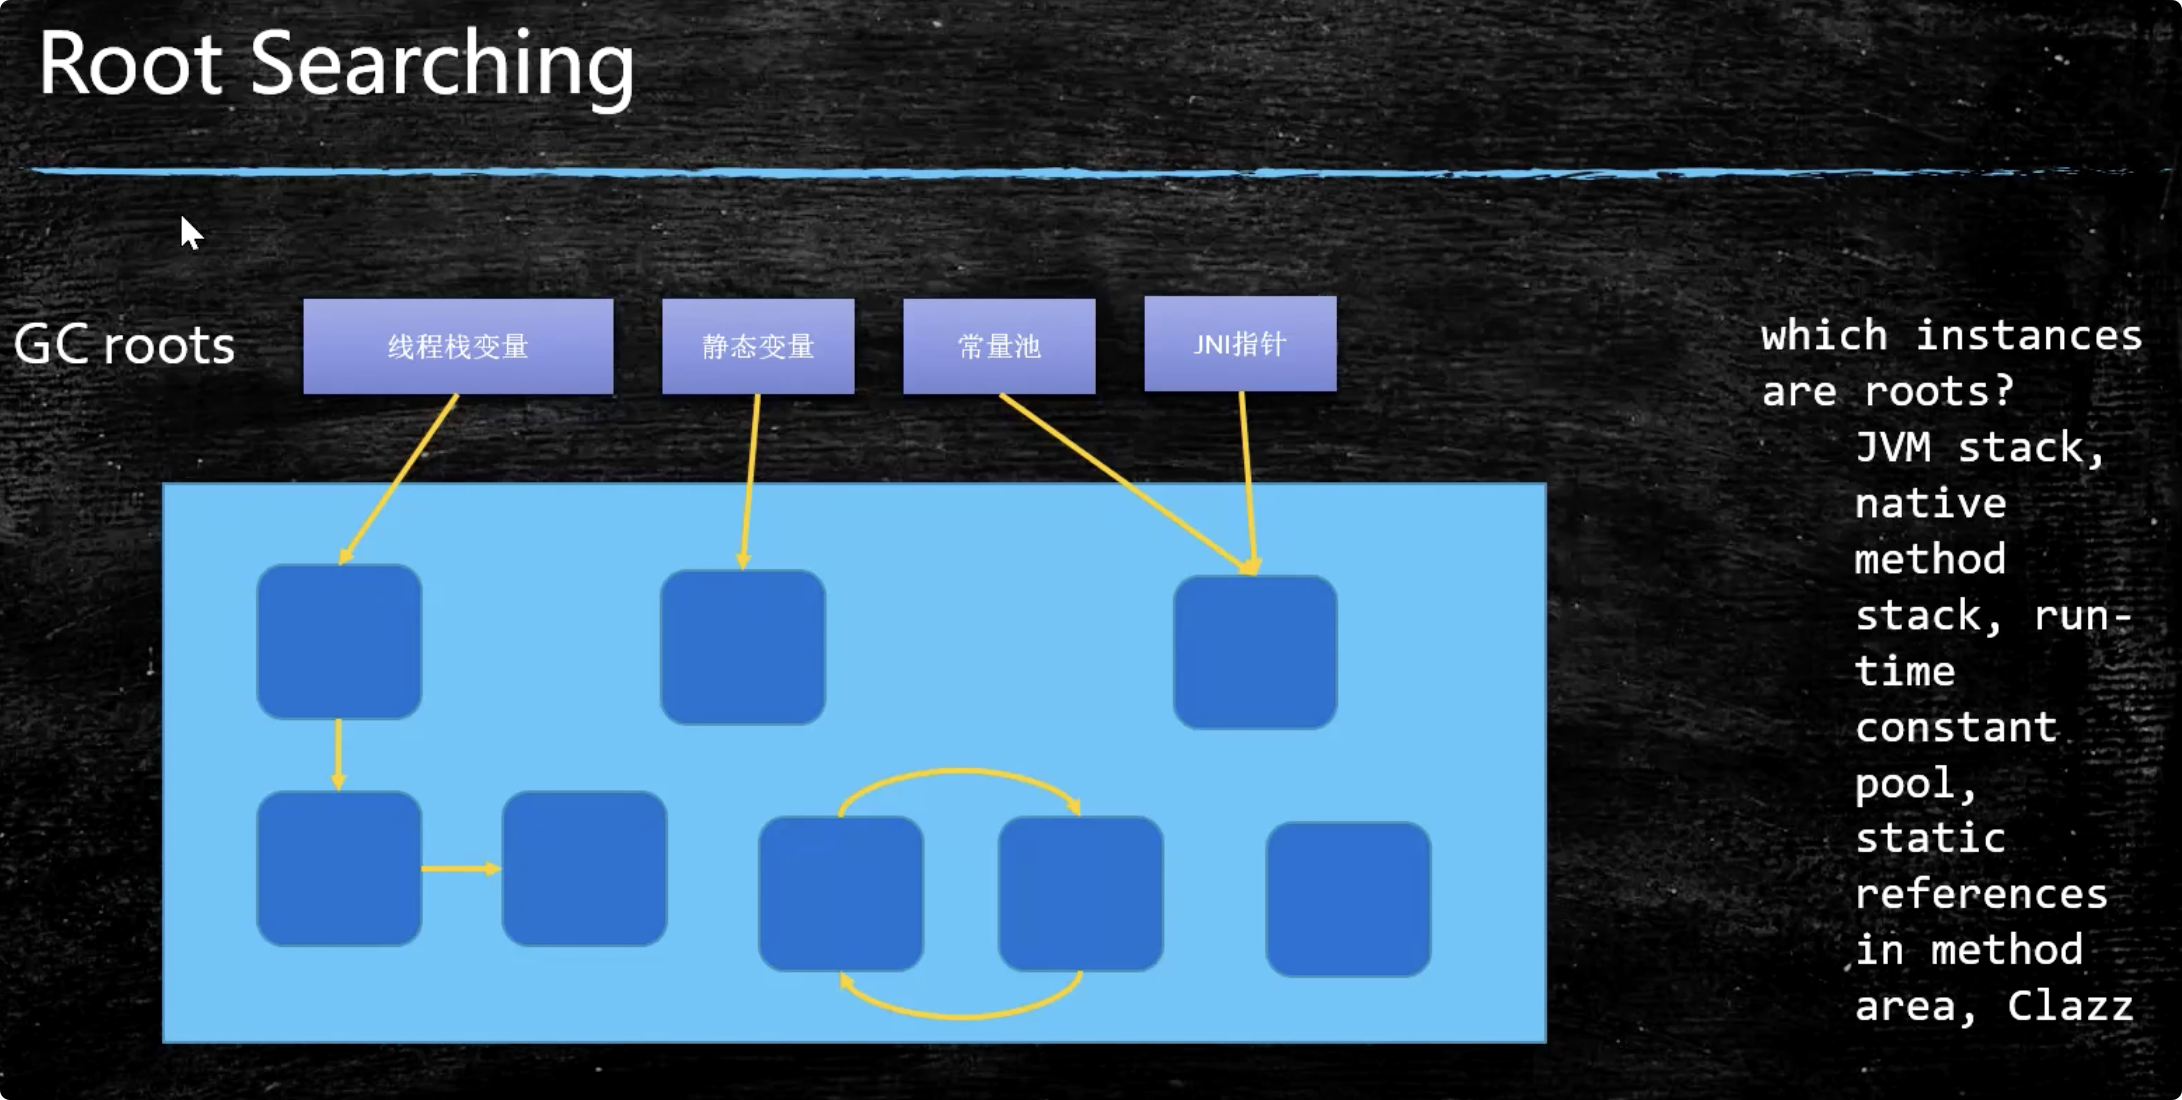 Root Searching
GC roots
线程栈变量
静态变量
常量池
JNI指针
which instances
are roots?
JVM stack,
native
method
stack, run-
time
constant
pool,
static
references
in method
area, Clazz